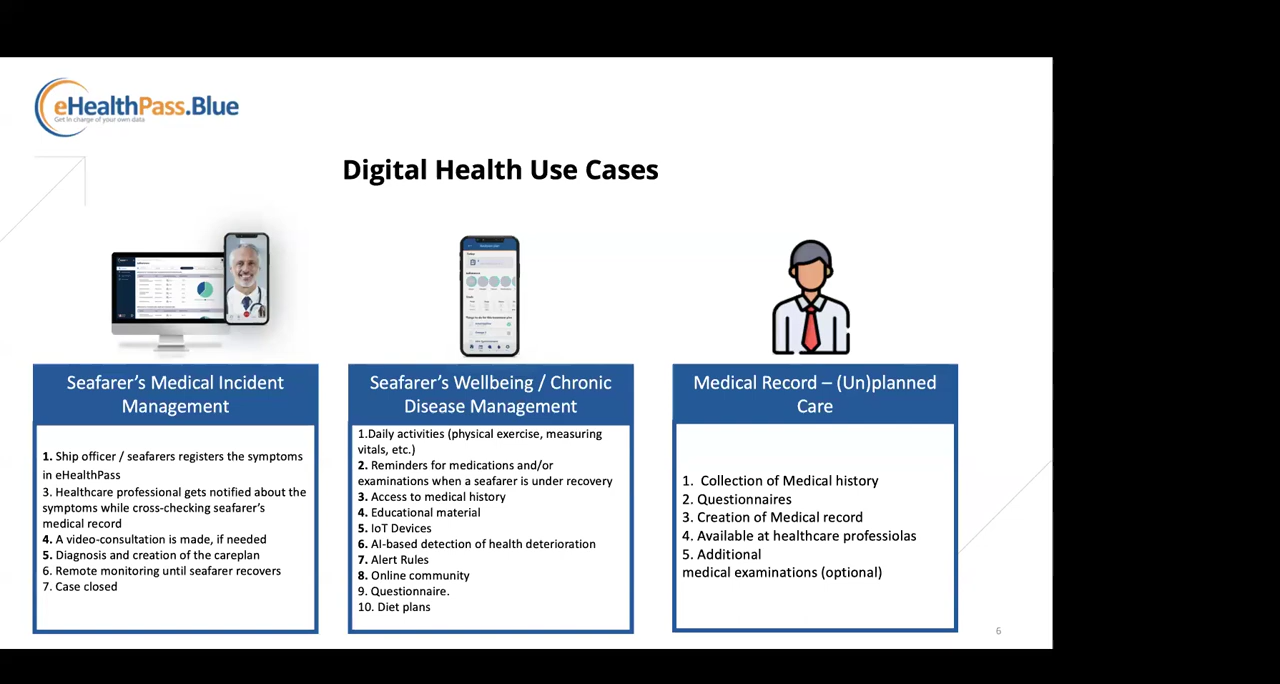 eHealthPass.Blue
Get in charge of your own data
Digital Health Use Cases
Seafarer's Medical Incident
Management
1. Ship officer / seafarers registers the symptoms
in eHealthPass
3. Healthcare professional gets notified about the
symptoms while cross-checking seafarer's
medical record
4. A video-consultation is made, if needed
5. Diagnosis and creation of the careplan
6. Remote monitoring until seafarer recovers
7. Case closed
Seafarer's Wellbeing / Chronic
Disease Management
1.Daily activities (physical exercise, measuring
vitals, etc.)
2. Reminders for medications and/or
examinations when a seafarer is under recovery
3. Access to medical history
4. Educational material
5. IoT Devices
6. AI-based detection of health deterioration
7. Alert Rules
8. Online community
9. Questionnaire.
10. Diet plans
Medical Record – (Un)planned
Care
1. Collection of Medical history
2. Questionnaires
3. Creation of Medical record
4. Available at healthcare professiolas
5. Additional
medical examinations (optional)
6